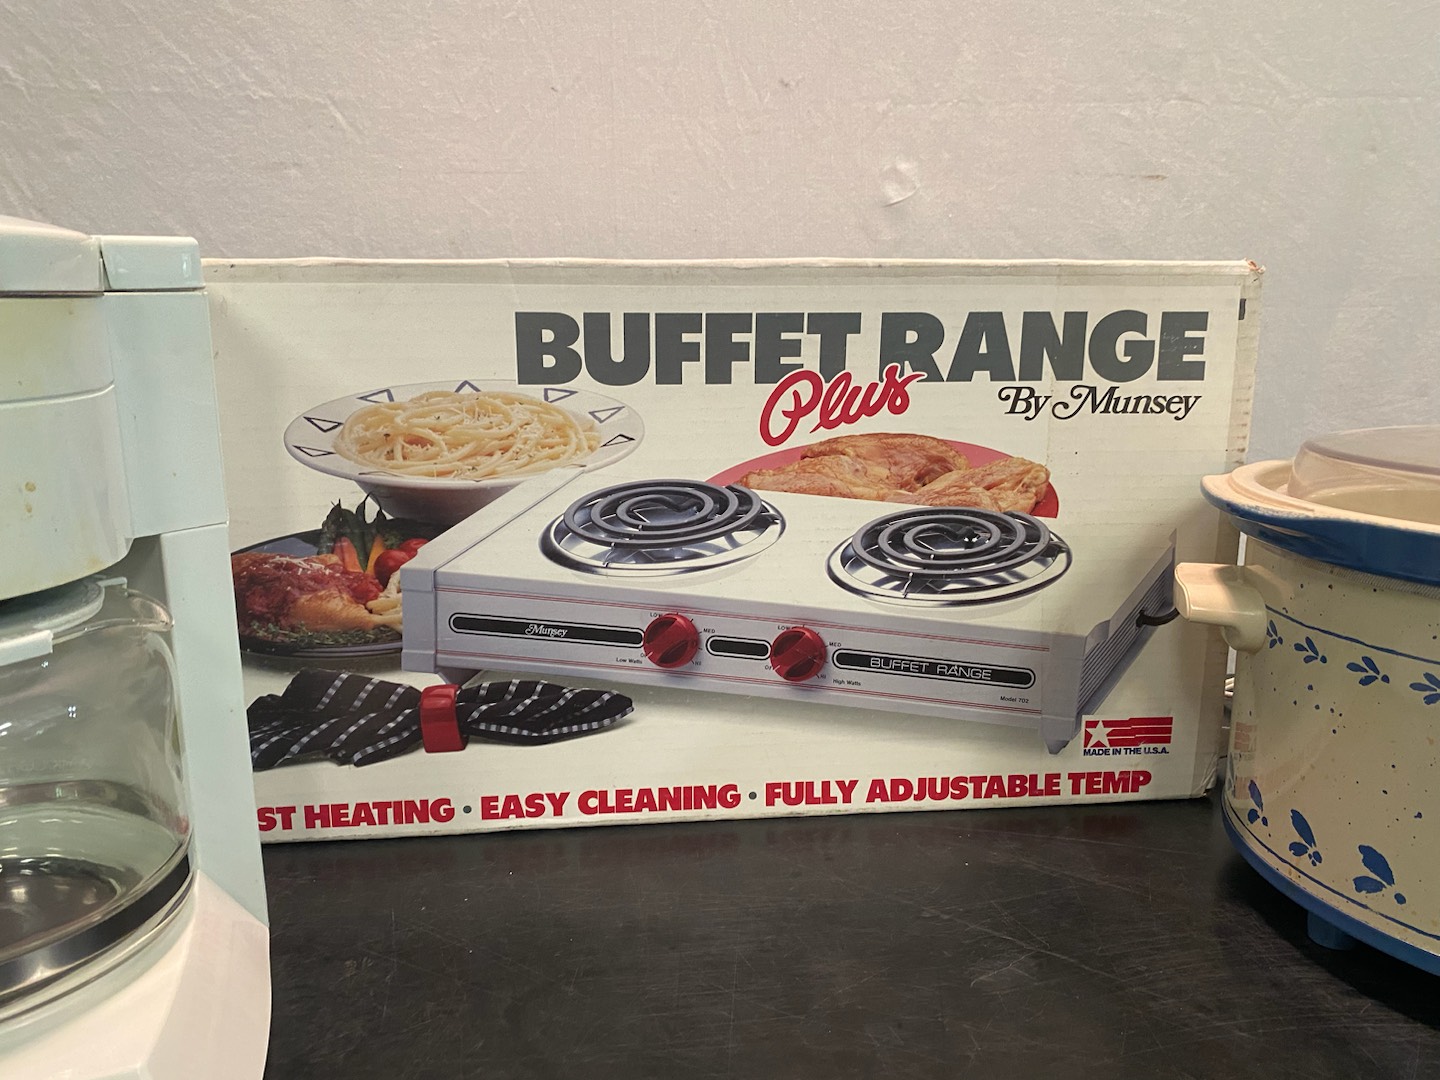 BUFFET RANGE
Plus
By Munsey
LOW
MED
LOW
MED
Munsey
BUFFET RANGE
Low Watts
High Watts
Model 702
MADE IN THE U.S.A.
ST HEATING • EASY CLEANING • FULLY ADJUSTABLE TEMP